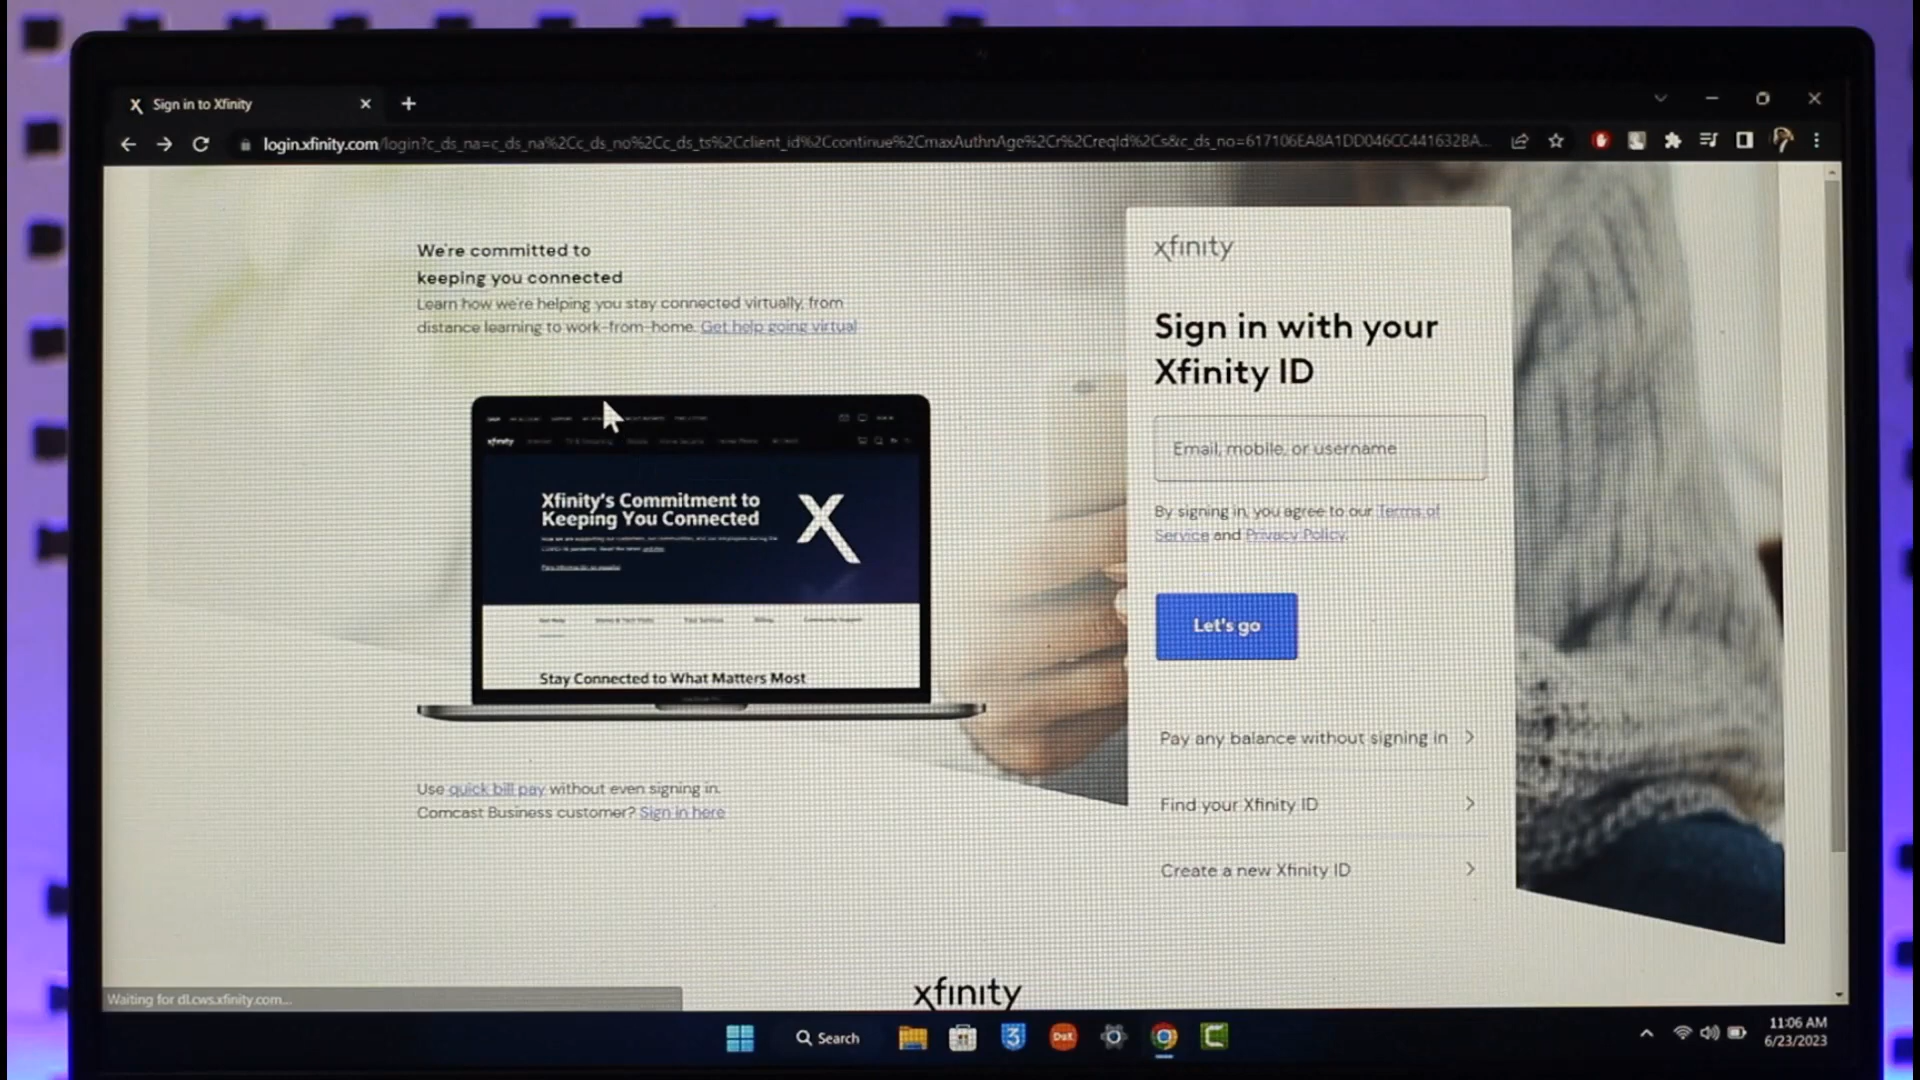 Sign in to Xfinity
login.xfinity.com/login?c_ds_na=c_ds_na%2Cc_ds_no%2Cc_ds_ts%2Cclient_id%2Ccontinue%2CmaxAuthnAge%2Cr%2CreqId%2Cs&c_ds_no=617106EA8A1DD046CC441632BA...
We're committed to
keeping you connected
Learn how we're helping you stay connected virtually, from
distance learning to work-from-home. Get help going virtual
xfinity
Xfinity's Commitment to
Keeping You Connected
X
Stay Connected to What Matters Most
Use quick bill pay without even signing in.
Comcast Business customer? Sign in here
xfinity
Sign in with your
Xfinity ID
Email, mobile, or username
By signing in, you agree to our Terms of
Service and Privacy Policy.
Let's go
Pay any balance without signing in
Find your Xfinity ID
Create a new Xfinity ID
xfinity
Waiting for dl.cws.xfinity.com...
Search
3
11:06 AM
6/23/2023